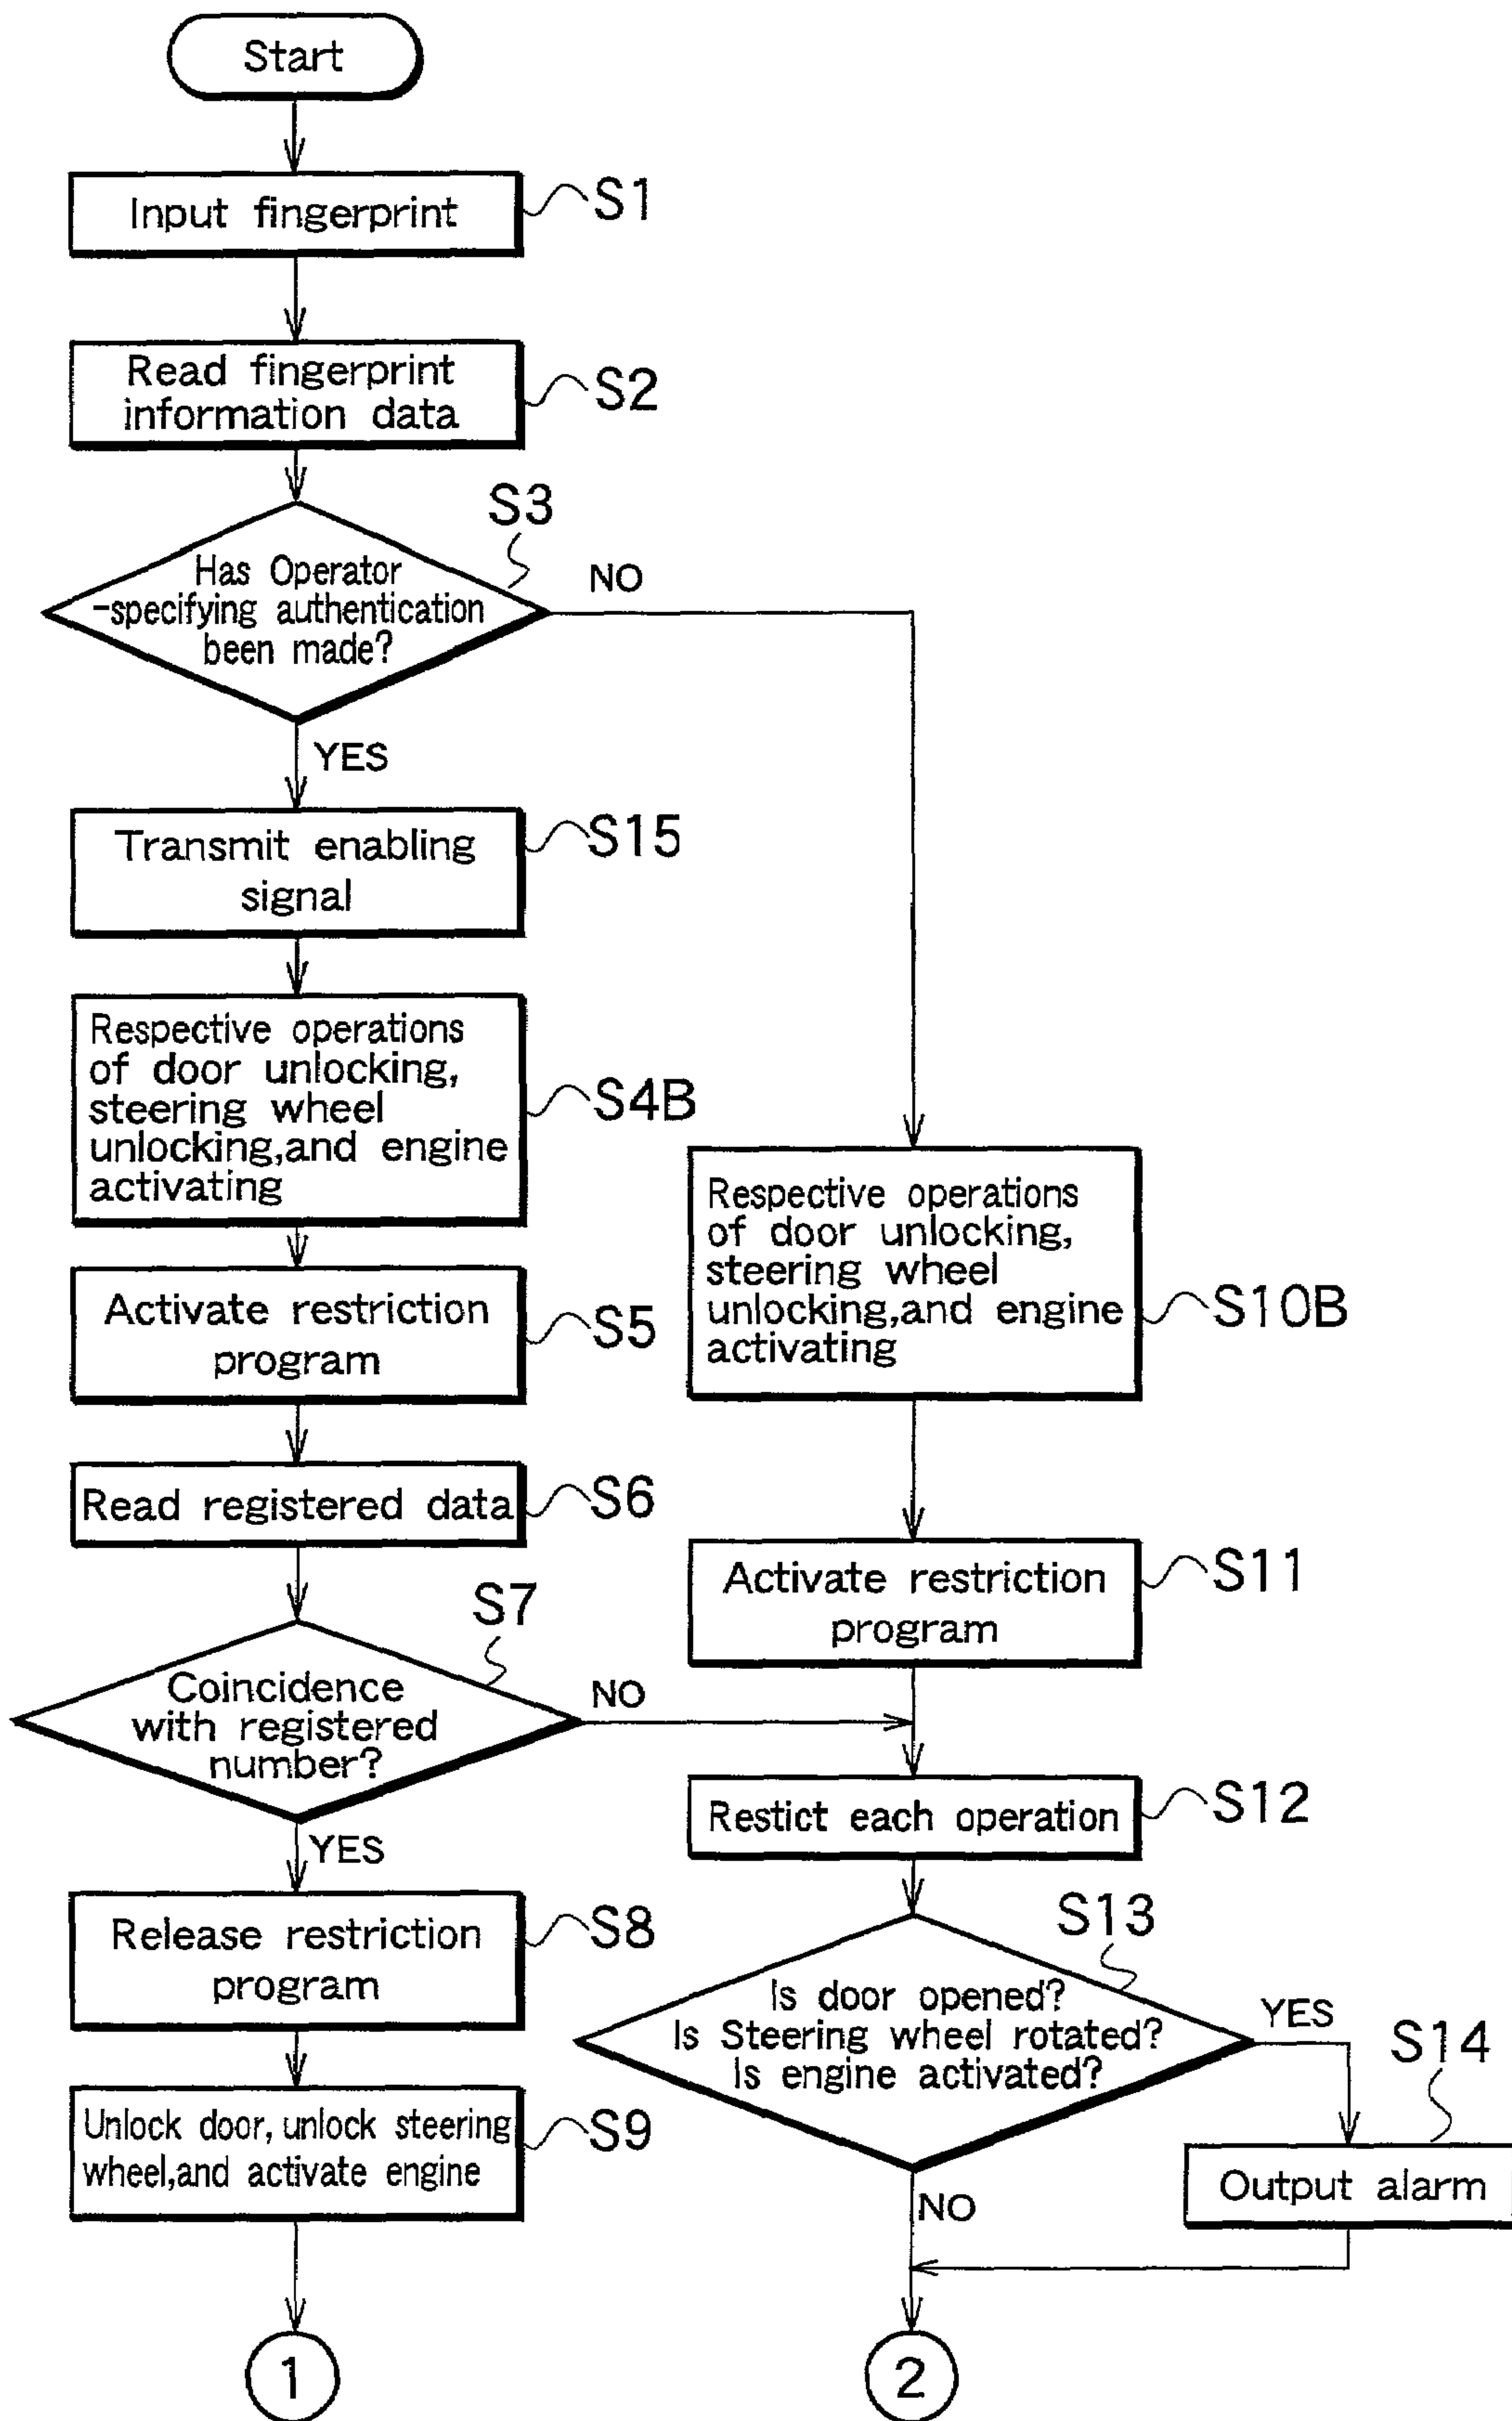 Start
Input fingerprint
S1
Read fingerprint
information data
S2
S3
Has Operator
-specifying authentication
been made?
NO
YES
Transmit enabling
signal
S15
Respective operations
of door unlocking,
steering wheel
unlocking,and engine
activating
S4B
Respective operations
of door unlocking,
steering wheel
unlocking,and engine
activating
S10B
Activate restriction
program
S5
Read registered data
S6
Activate restriction
program
S11
S7
Coincidence
with registered
number?
NO
YES
Restict each operation
S12
Release restriction
program
S8
S13
Is door opened?
Is Steering wheel rotated?
Is engine activated?
YES
NO
S14
Output alarm
Unlock door, unlock steering
wheel,and activate engine
S9
1
2